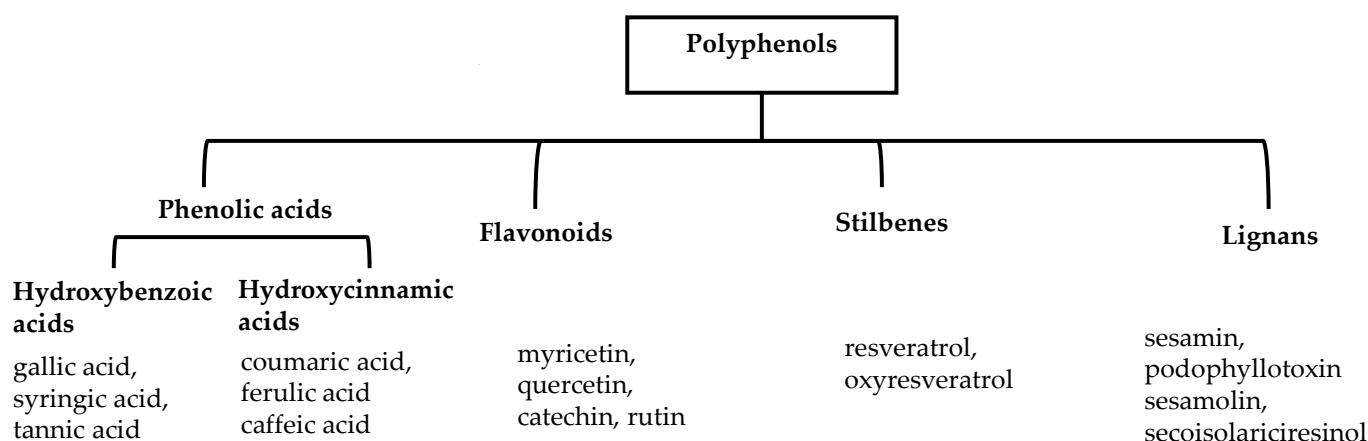 Polyphenols
Phenolic acids
Flavonoids
Stilbenes
Lignans
Hydroxybenzoic
acids
Hydroxycinnamic
acids
gallic acid,
syringic acid,
tannic acid
coumaric acid,
ferulic acid
caffeic acid
myricetin,
quercetin,
catechin, rutin
resveratrol,
oxyresveratrol
sesamin,
podophyllotoxin
sesamolin,
secoisolariciresinol